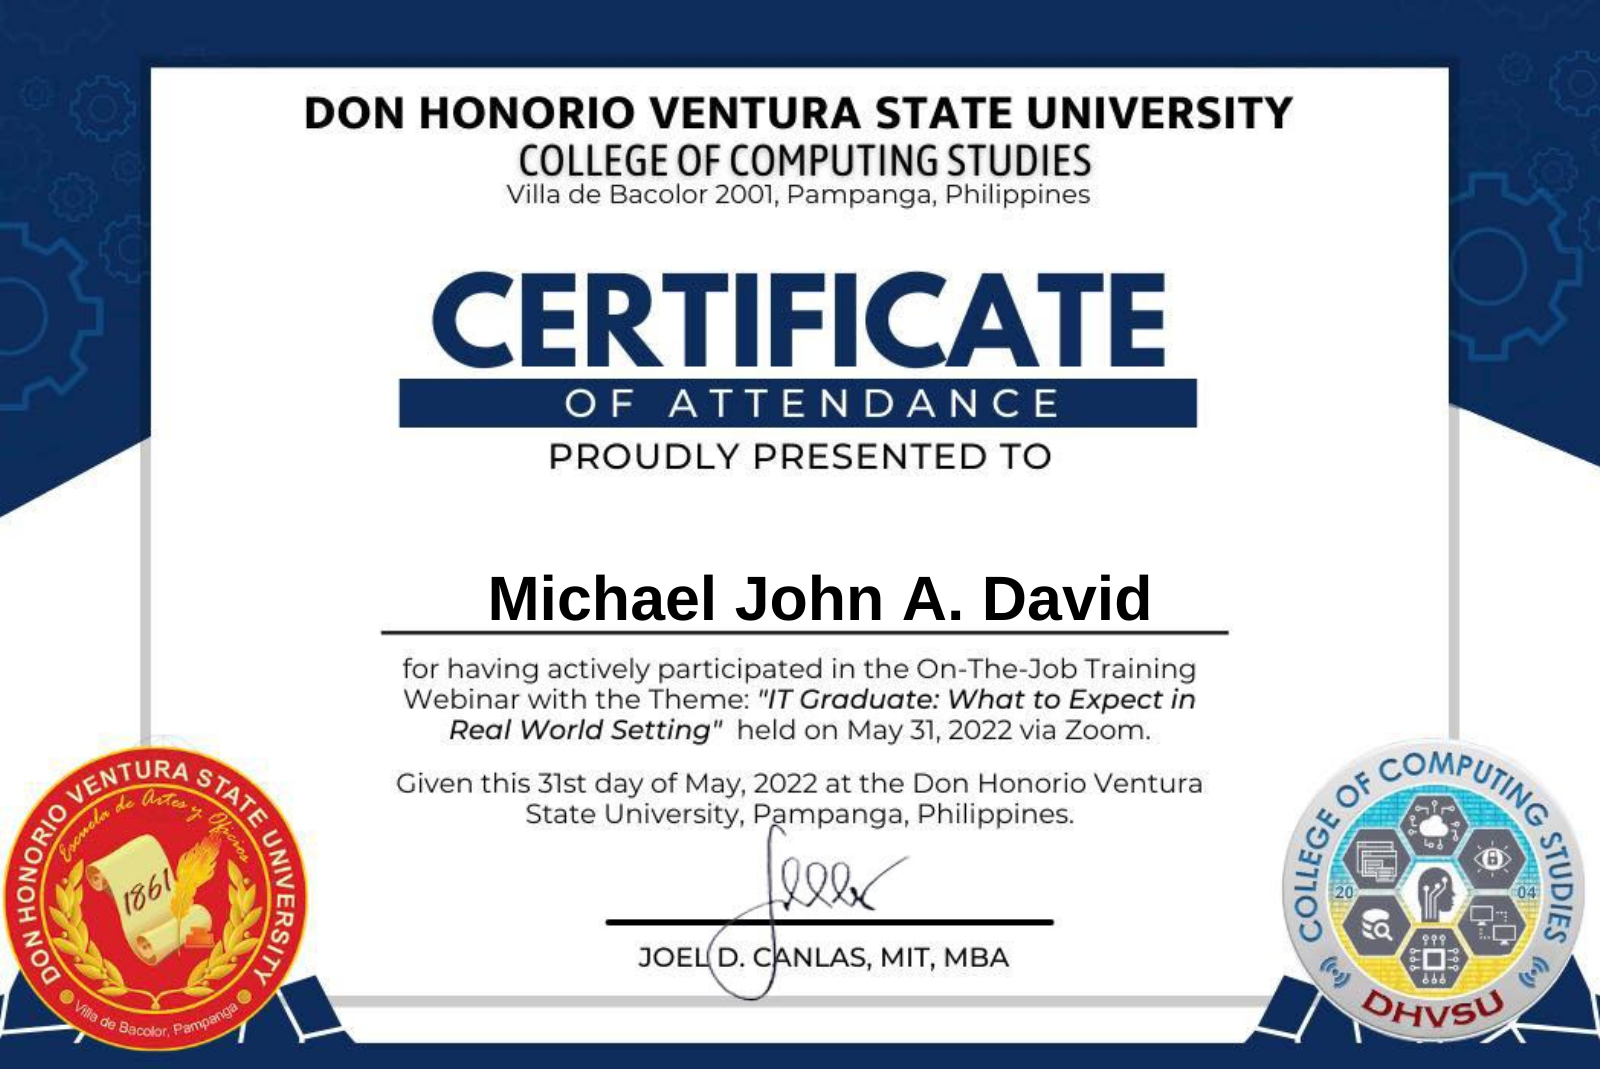 DON HONORIO VENTURA STATE UNIVERSITY
COLLEGE OF COMPUTING STUDIES
Villa de Bacolor 2001, Pampanga, Philippines
CERTIFICATE
OF ATTENDANCE
PROUDLY PRESENTED TO
Michael John A. David
for having actively participated in the On-The-Job Training
Webinar with the Theme: "IT Graduate: What to Expect in
Real World Setting" held on May 31, 2022 via Zoom.
Given this 31st day of May, 2022 at the Don Honorio Ventura
State University, Pampanga, Philippines.
JOEL D. CANLAS, MIT, MBA
DON HONORIO VENTURA STATE UNIVERSITY
Escuela de Artes y Oficios
1861
Villa de Bacolor, Pampanga
COLLEGE OF COMPUTING STUDIES
20 04
DHVSU